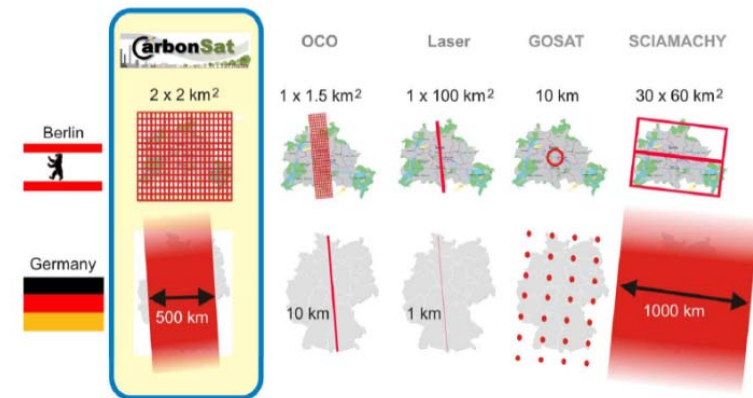 CarbonSat
OCO
Laser
GOSAT
SCIAMACHY
2 x 2 km²
1 x 1.5 km²
1 x 100 km²
10 km
30 x 60 km²
Berlin
Germany
500 km
10 km
1 km
1000 km